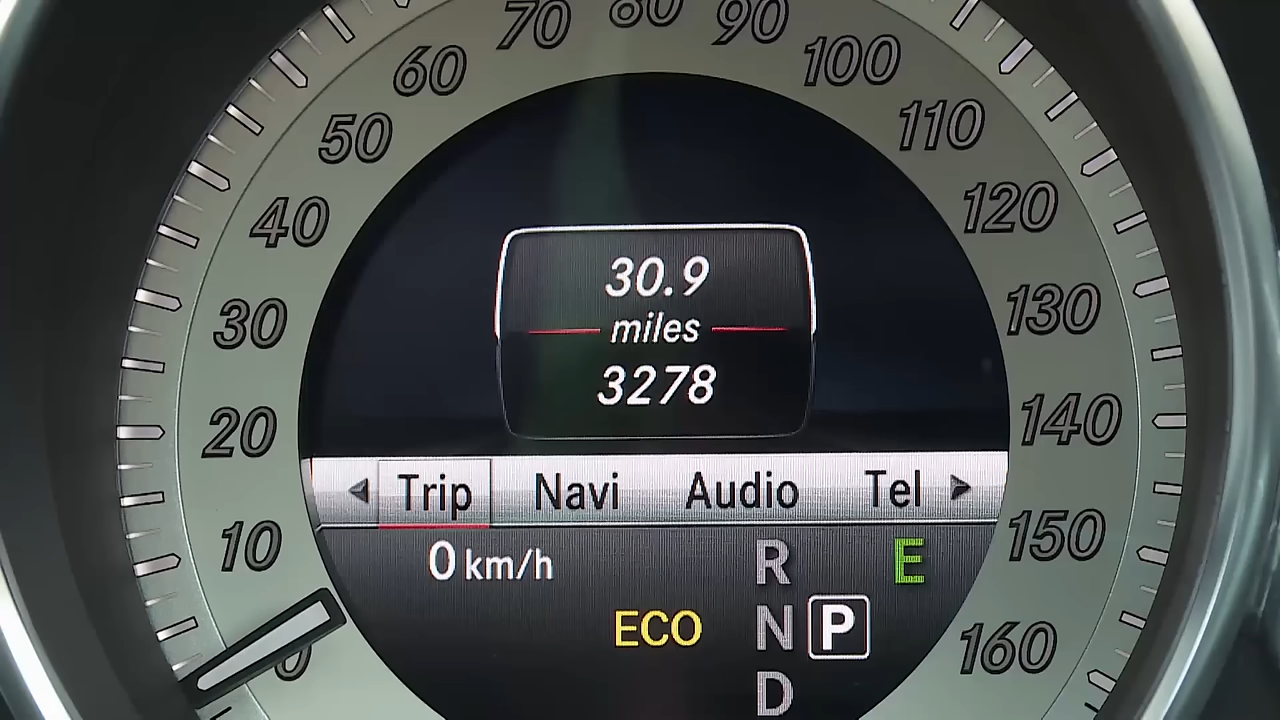 70 80 90
60 100
50 110
40 120
30 130
20 140
10 150
0 160
30.9
miles
3278
Trip Navi Audio Tel
0 km/h R E
ECO N P
D